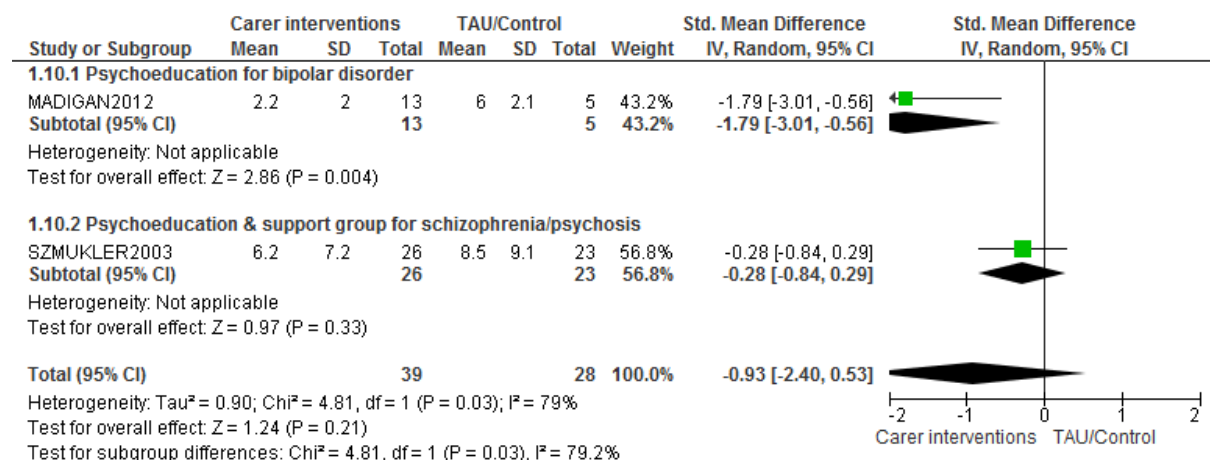 Carer interventions TAU/Control Std. Mean Difference Std. Mean Difference
Study or Subgroup Mean SD Total Mean SD Total Weight IV, Random, 95% CI IV, Random, 95% CI
1.10.1 Psychoeducation for bipolar disorder
MADIGAN2012 2.2 2 13 6 2.1 5 43.2% -1.79 [-3.01, -0.56]
Subtotal (95% CI) 13 5 43.2% -1.79 [-3.01, -0.56]
Heterogeneity: Not applicable
Test for overall effect: Z = 2.86 (P = 0.004)
1.10.2 Psychoeducation & support group for schizophrenia/psychosis
SZMUKLER2003 6.2 7.2 26 8.5 9.1 23 56.8% -0.28 [-0.84, 0.29]
Subtotal (95% CI) 26 23 56.8% -0.28 [-0.84, 0.29]
Heterogeneity: Not applicable
Test for overall effect: Z = 0.97 (P = 0.33)
Total (95% CI) 39 28 100.0% -0.93 [-2.40, 0.53]
Heterogeneity: Tau² = 0.90; Chi² = 4.81, df = 1 (P = 0.03); I² = 79%
Test for overall effect: Z = 1.24 (P = 0.21)
Test for subgroup differences: Chi² = 4.81, df = 1 (P = 0.03), I² = 79.2%
-2 -1 0 1 2
Carer interventions TAU/Control